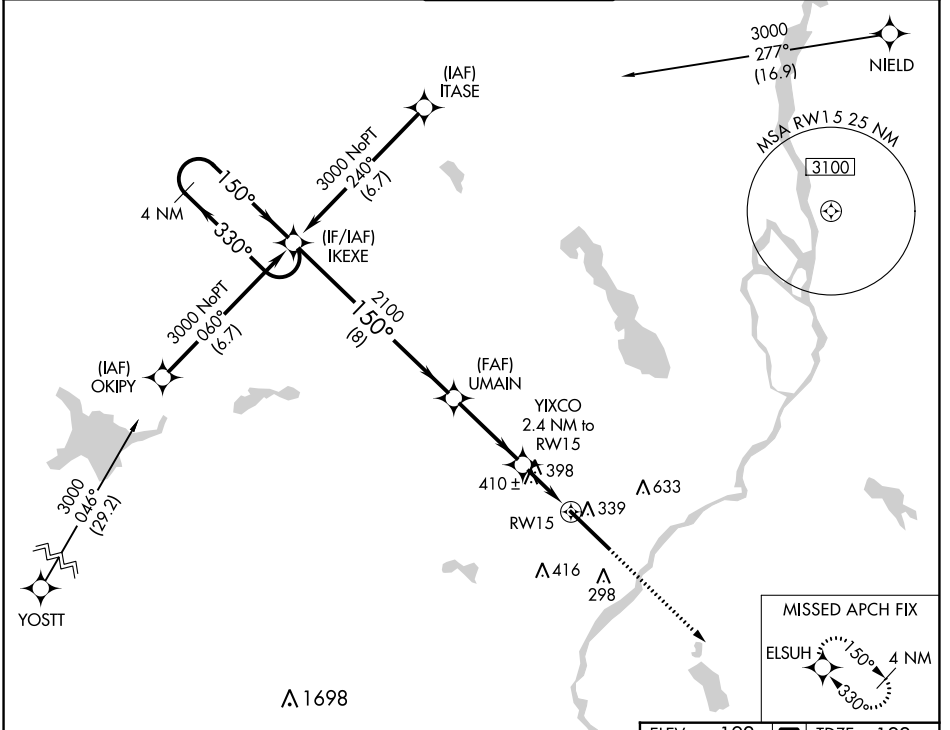 3000
277°
(16.9)
NIELD
(IAF)
ITASE
MSA RW15 25 NM
3100
3000 NoPT
240°
(6.7)
150°
4 NM
330°
(IF/IAF)
IKEXE
2100
150°
(8)
3000 NoPT
060°
(6.7)
(IAF)
OKIPY
(FAF)
UMAIN
YIXCO
2.4 NM to
RW15
398
410 ±
633
339
RW15
3000
046°
(29.2)
416
298
YOSTT
MISSED APCH FIX
ELSUH
150°
4 NM
330°
1698